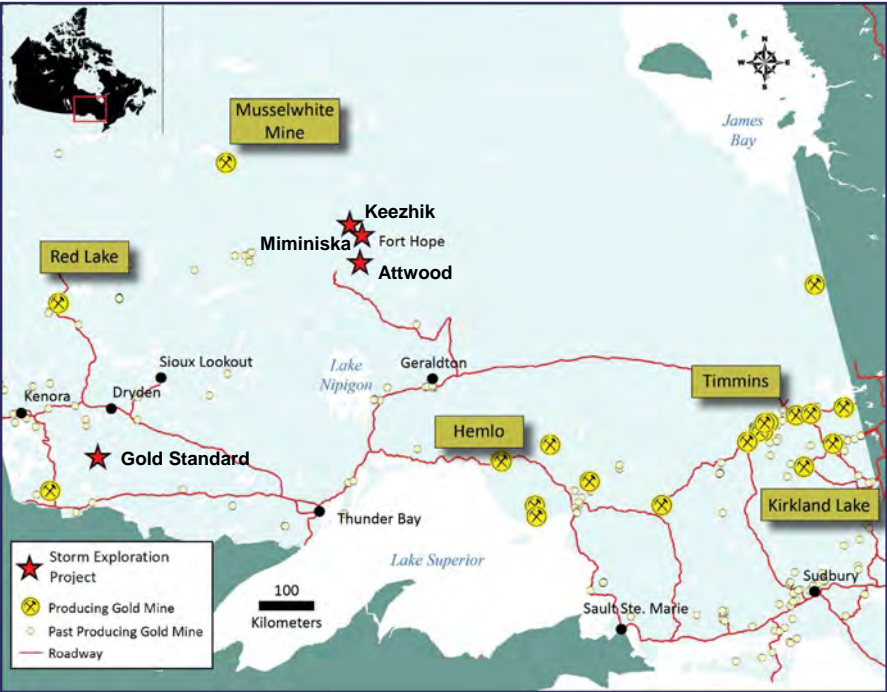 N
W E
S
James
Bay
Musselwhite
Mine
Keezhik
Miminiska
Fort Hope
Attwood
Red Lake
Sioux Lookout
Lake
Nipigon
Geraldton
Timmins
Kenora
Dryden
Hemlo
Gold Standard
Kirkland Lake
Thunder Bay
Lake Superior
Sudbury
Sault Ste. Marie
Storm Exploration
Project
Producing Gold Mine
Past Producing Gold Mine
Roadway
100
Kilometers